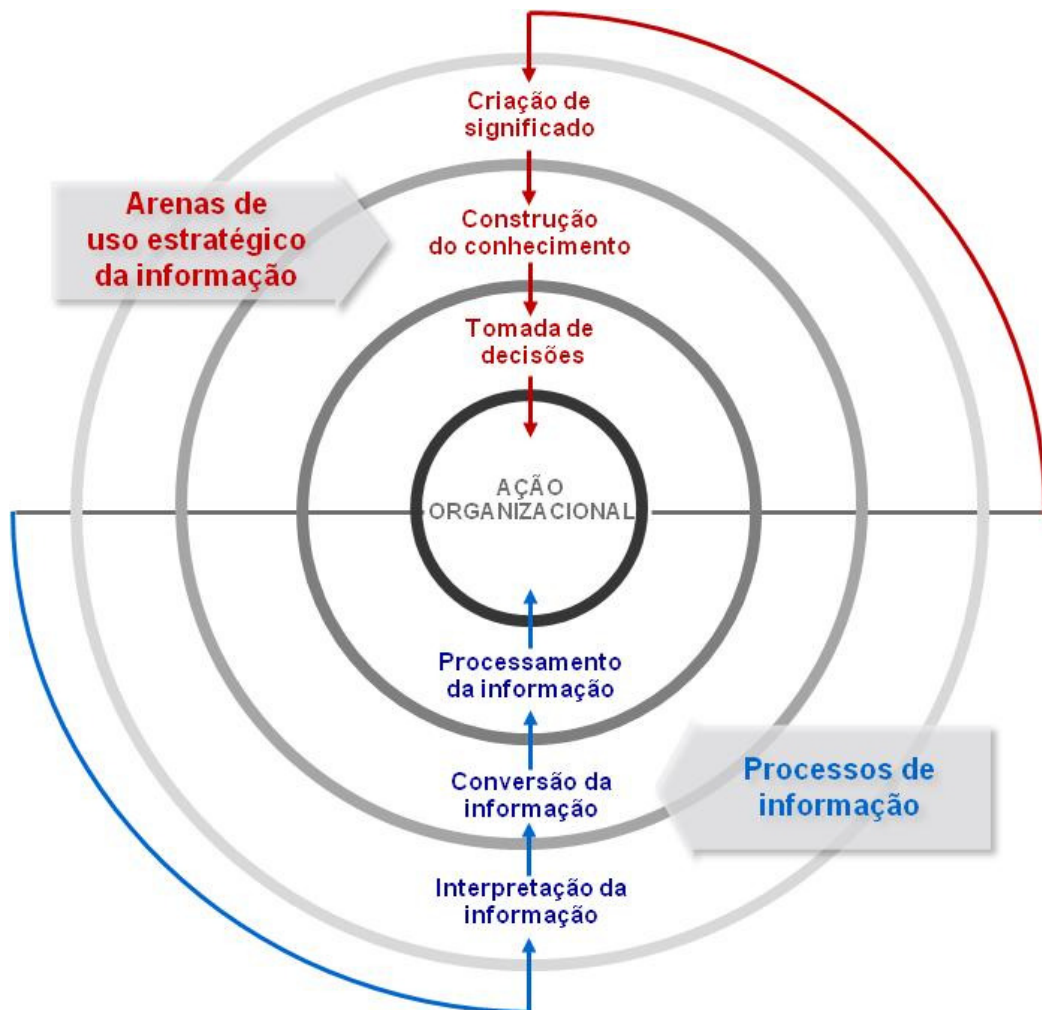 Criação de
significado
Arenas de
uso estratégico
da informação
Construção
do conhecimento
Tomada de
decisões
AÇÃO
ORGANIZACIONAL
Processamento
da informação
Conversão da
informação
Processos de
informação
Interpretação da
informação